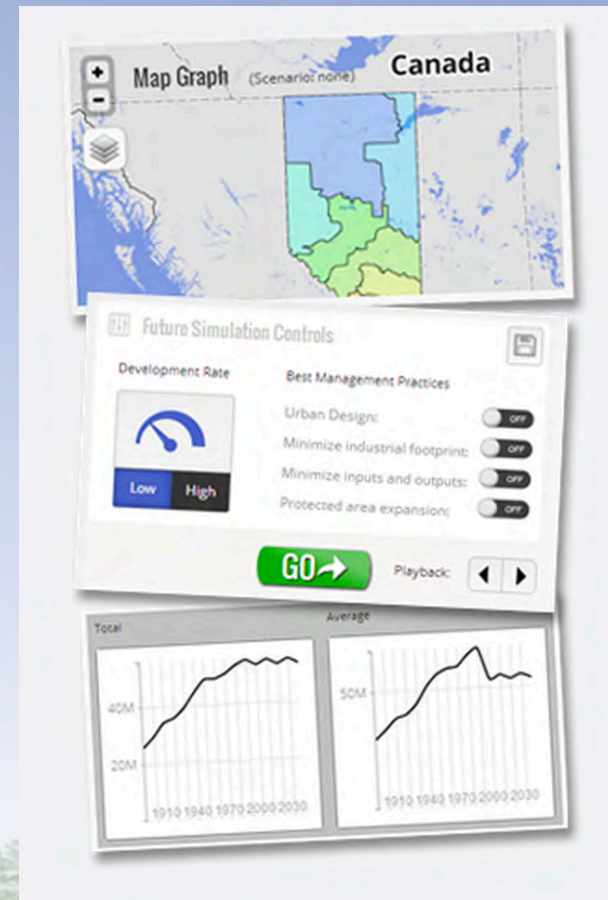 +
-
Map Graph (Scenario: none) Canada
Future Simulation Controls
Development Rate
Best Management Practices
Urban Design: OFF
Minimize industrial footprint: OFF
Minimize inputs and outputs: OFF
Protected area expansion: OFF
Low High
GO Playback:
Total
40M
20M
1910 1940 1970 2000 2030
Average
50M
1910 1940 1970 2000 2030